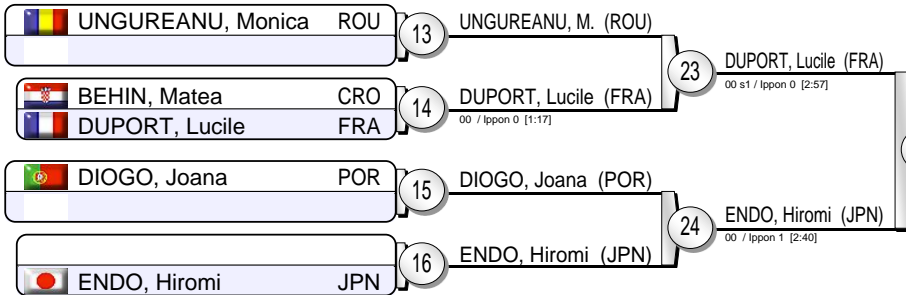 UNGUREANU, Monica ROU
13
UNGUREANU, M. (ROU)
BEHIN, Matea CRO
DUPORT, Lucile FRA
14
DUPORT, Lucile (FRA)
00 / Ippon 0 [1:17]
23
DUPORT, Lucile (FRA)
00 s1 / Ippon 0 [2:57]
DIOGO, Joana POR
15
DIOGO, Joana (POR)
ENDO, Hiromi JPN
16
ENDO, Hiromi (JPN)
24
ENDO, Hiromi (JPN)
00 / Ippon 1 [2:40]